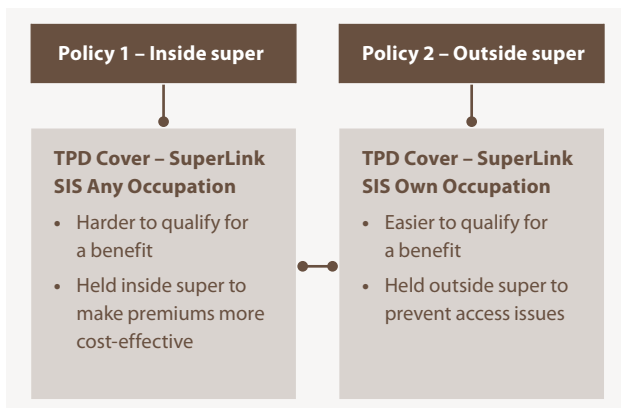 Policy 1 – Inside super
TPD Cover – SuperLink
SIS Any Occupation
• Harder to qualify for
a benefit
• Held inside super to
make premiums more
cost-effective
Policy 2 – Outside super
TPD Cover – SuperLink
SIS Own Occupation
• Easier to qualify for
a benefit
• Held outside super to
prevent access issues